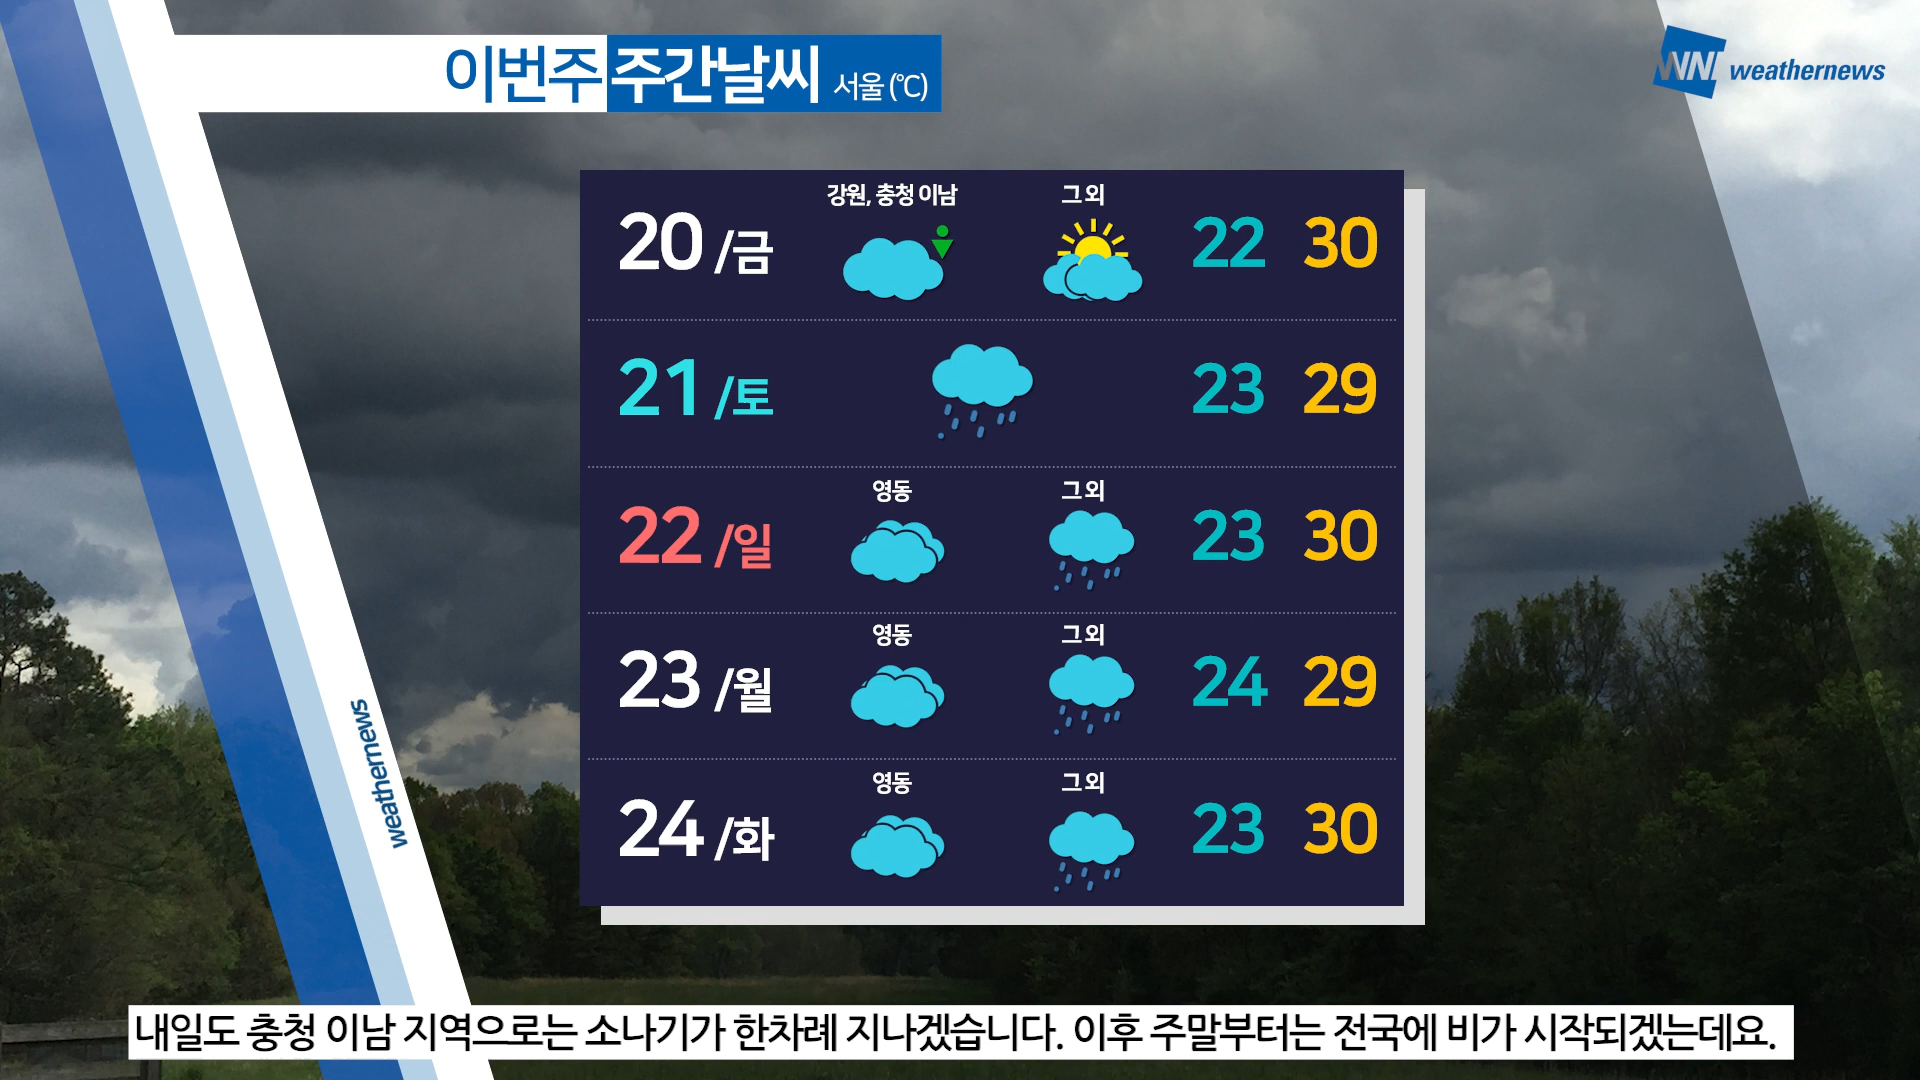 이번주 주간날씨 서울 (℃)
WNI weathernews
강원, 충청 이남 그 외
20 /금 22 30
21 /토 23 29
영동 그 외
22 /일 23 30
영동 그 외
23 /월 24 29
영동 그 외
24 /화 23 30
weathernews
내일도 충청 이남 지역으로는 소나기가 한차례 지나겠습니다. 이후 주말부터는 전국에 비가 시작되겠는데요.